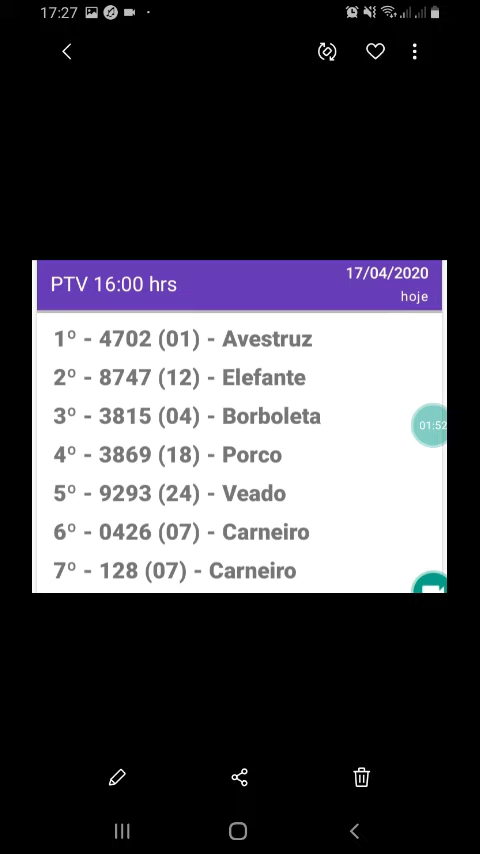 17:27
17/04/2020
PTV 16:00 hrs
hoje
1º - 4702 (01) - Avestruz
2º - 8747 (12) - Elefante
3º - 3815 (04) - Borboleta
01:52
4º - 3869 (18) - Porco
5º - 9293 (24) - Veado
6º - 0426 (07) - Carneiro
7º - 128 (07) - Carneiro